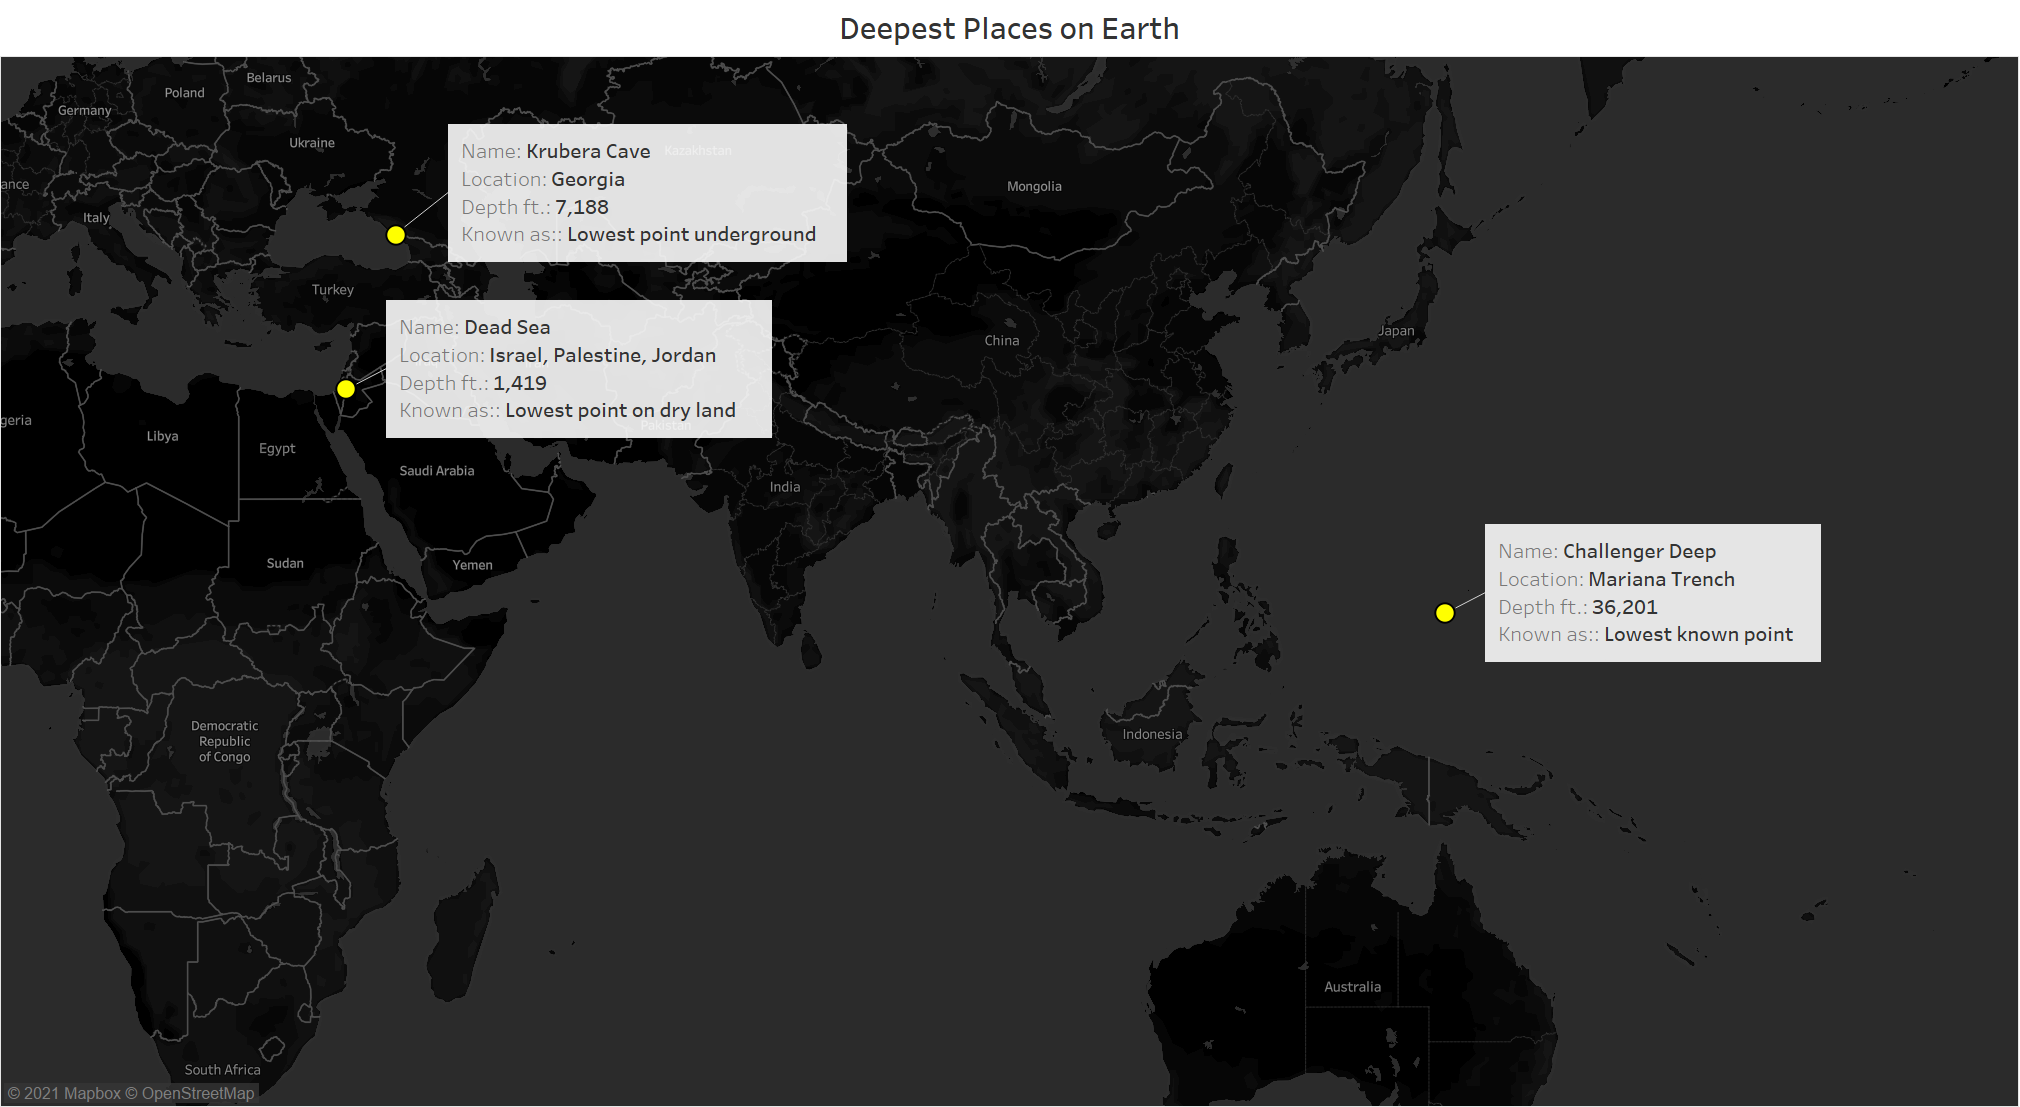 Deepest Places on Earth
Belarus
Poland
Germany
Ukraine
ance
Italy
Turkey
Name: Krubera Cave
Location: Georgia
Depth ft.: 7,188
Known as:: Lowest point underground
Kazakhstan
Mongolia
Name: Dead Sea
Location: Israel, Palestine, Jordan
Depth ft.: 1,419
Known as:: Lowest point on dry land
Pakistan
China
Japan
geria
Libya
Egypt
Saudi Arabia
India
Sudan
Yemen
Name: Challenger Deep
Location: Mariana Trench
Depth ft.: 36,201
Known as:: Lowest known point
Democratic
Republic
of Congo
Indonesia
Australia
South Africa
© 2021 Mapbox © OpenStreetMap